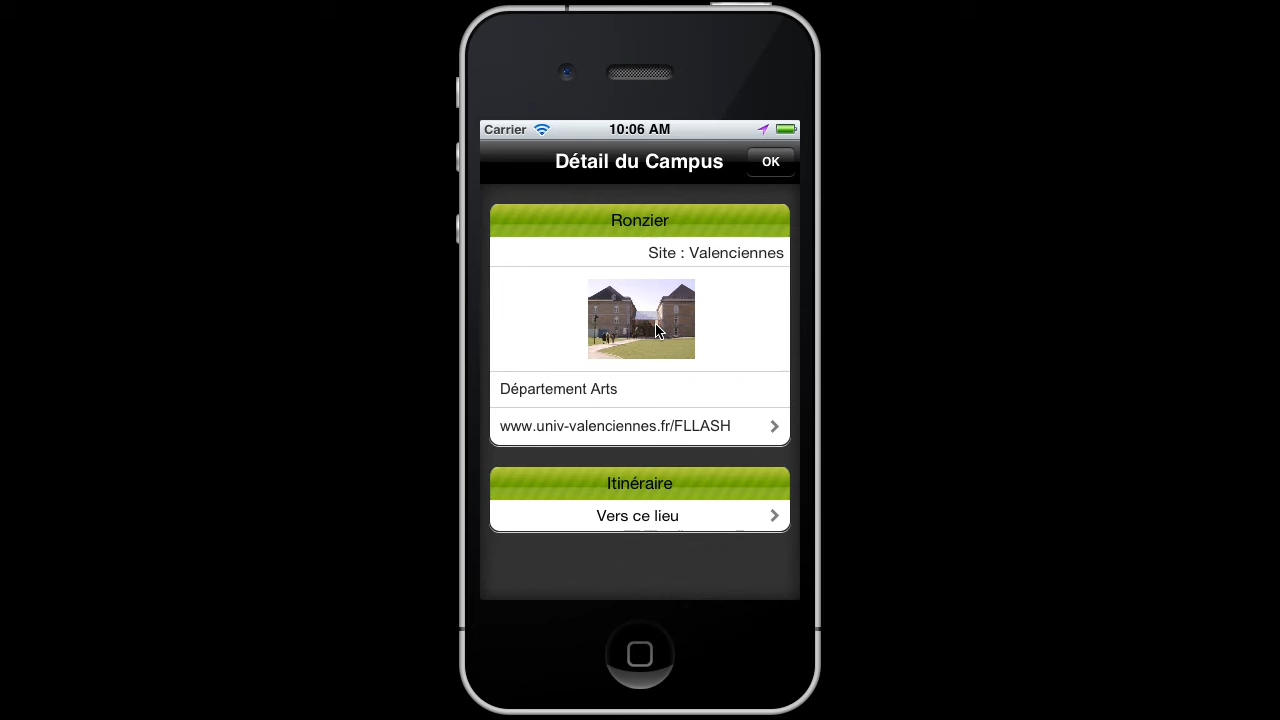 Carrier 10:06 AM
Détail du Campus OK
Ronzier
Site : Valenciennes
Département Arts
www.univ-valenciennes.fr/FLLASH
Itinéraire
Vers ce lieu